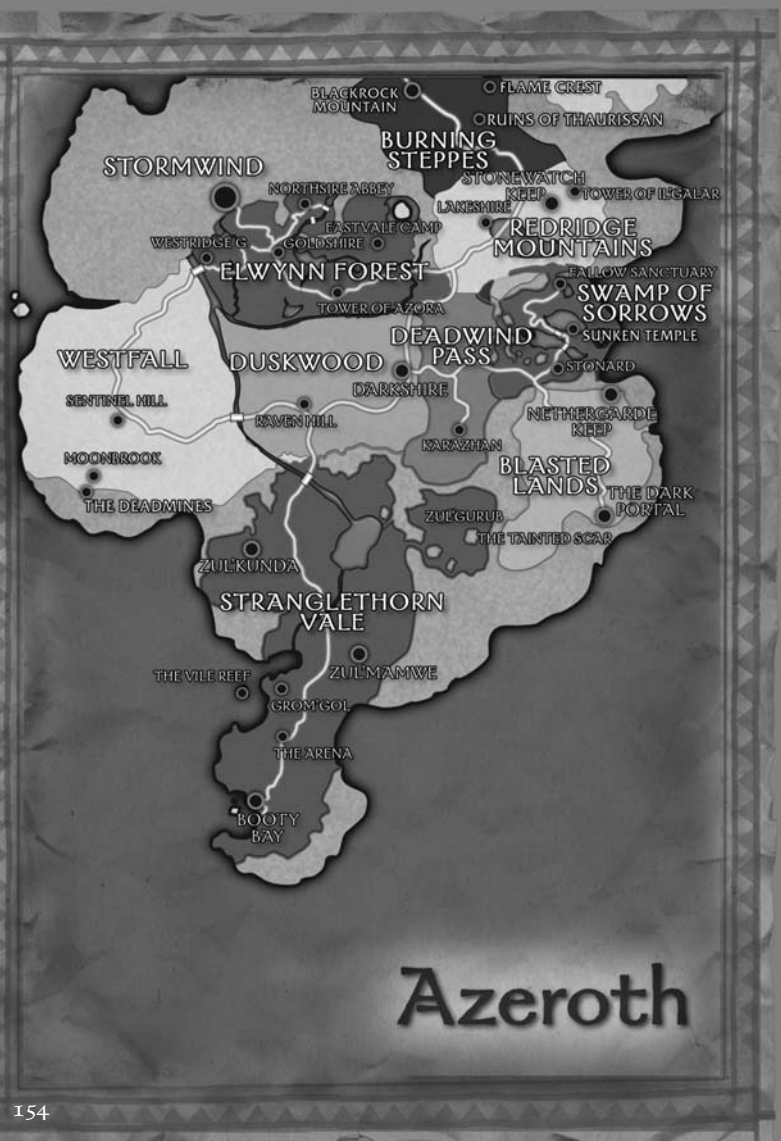 BLACKROCK
MOUNTAIN
FLAME CREST
RUINS OF THAURISSAN
BURNING
STEPPES
STORMWIND
NORTHSIRE ABBEY
STONEWATCH
KEEP
TOWER OF IL'GALAR
LAKESHIRE
REDRIDGE
MOUNTAINS
EASTVALE CAMP
WESTRIDGE G.
GOLDSHIRE
ELWYNN FOREST
TOWER OF AZORA
FALLOW SANCTUARY
SWAMP OF
SORROWS
SUNKEN TEMPLE
DEADWIND
PASS
WESTFALL
DUSKWOOD
STONARD
DARKSHIRE
SENTINEL HILL
RAVEN HILL
NETHERGARDE
KEEP
KARAZHAN
MOONBROOK
BLASTED
LANDS
THE DEADMINES
THE DARK
PORTAL
ZUL'GURUB
THE TAINTED SCAR
ZUL'KUNDA
STRANGLETHORN
VALE
ZUL'MAMWE
THE VILE REEF
GROM'GOL
THE ARENA
BOOTY
BAY
Azeroth
154